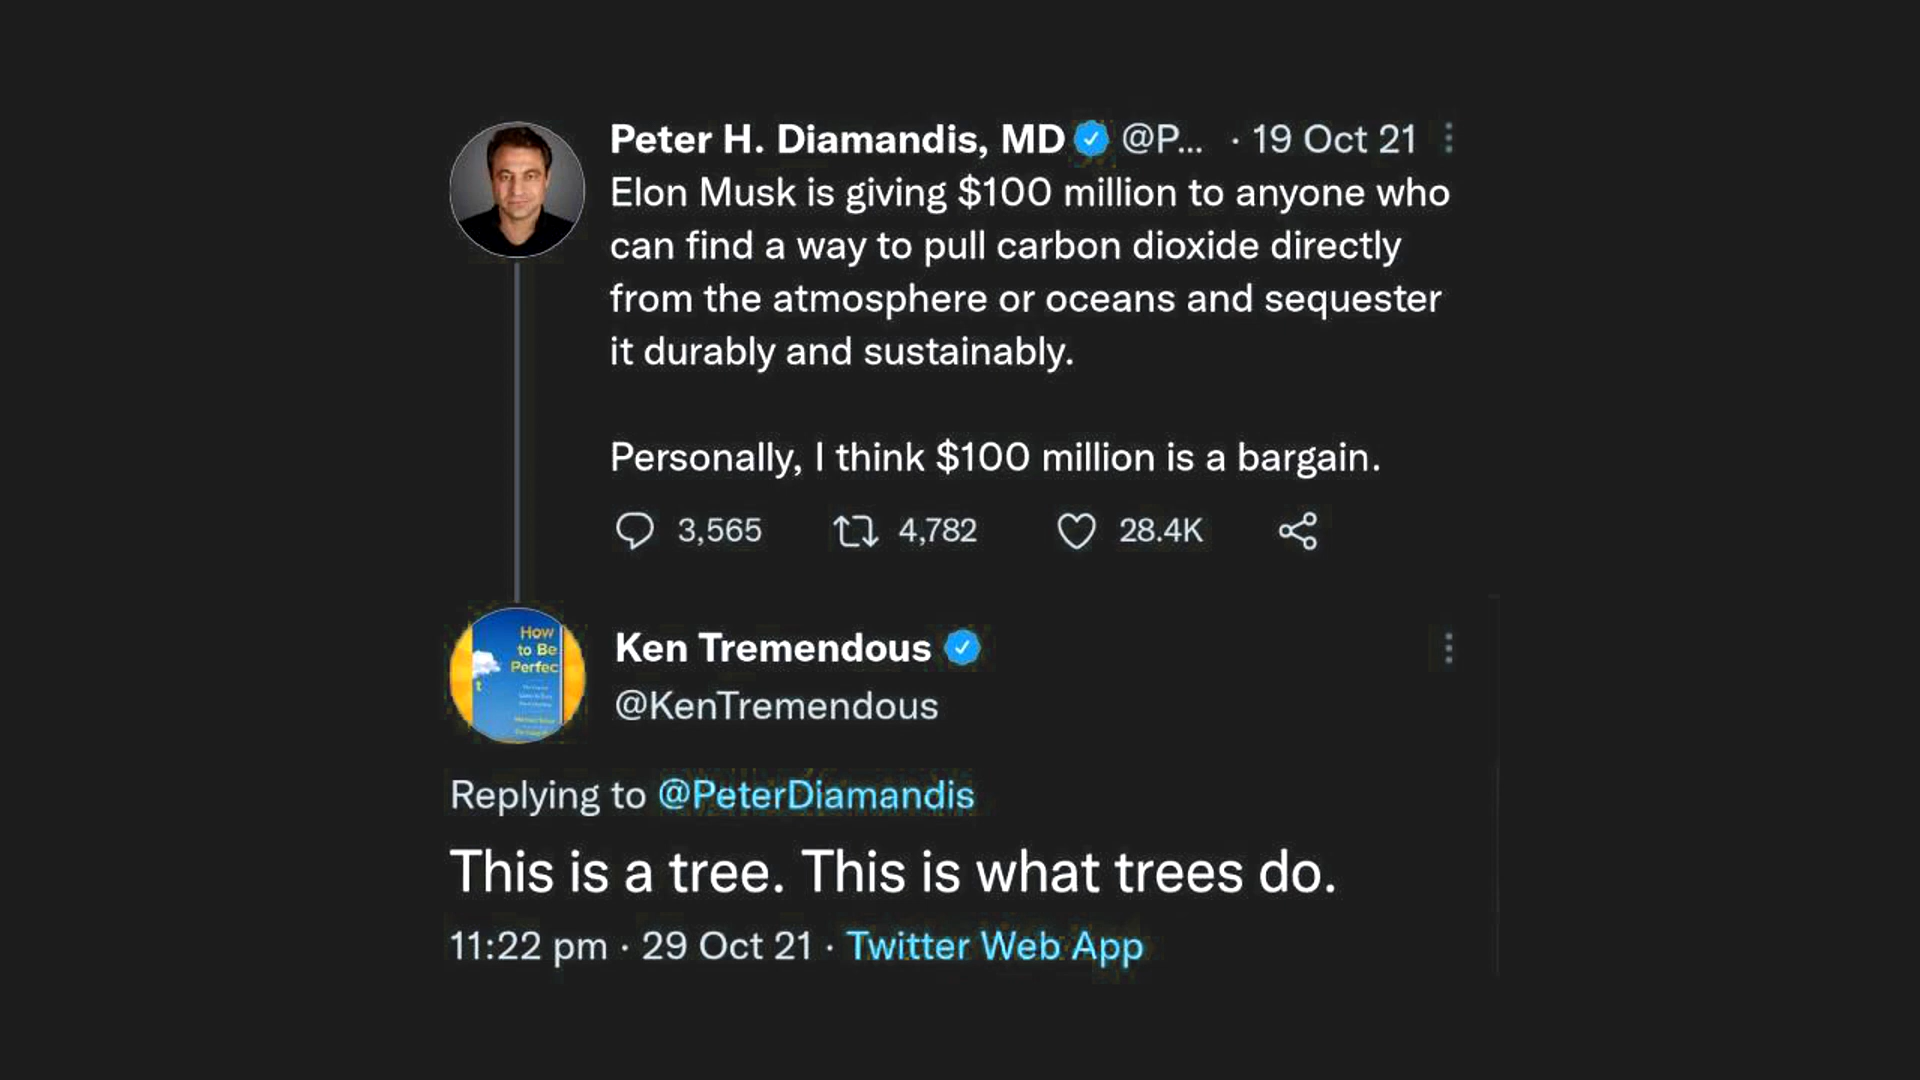 Peter H. Diamandis, MD @P... · 19 Oct 21
Elon Musk is giving $100 million to anyone who
can find a way to pull carbon dioxide directly
from the atmosphere or oceans and sequester
it durably and sustainably.
Personally, I think $100 million is a bargain.
3,565 4,782 28.4K
How
to Be
Perfec
t
Ken Tremendous
@KenTremendous
Replying to @PeterDiamandis
This is a tree. This is what trees do.
11:22 pm · 29 Oct 21 · Twitter Web App